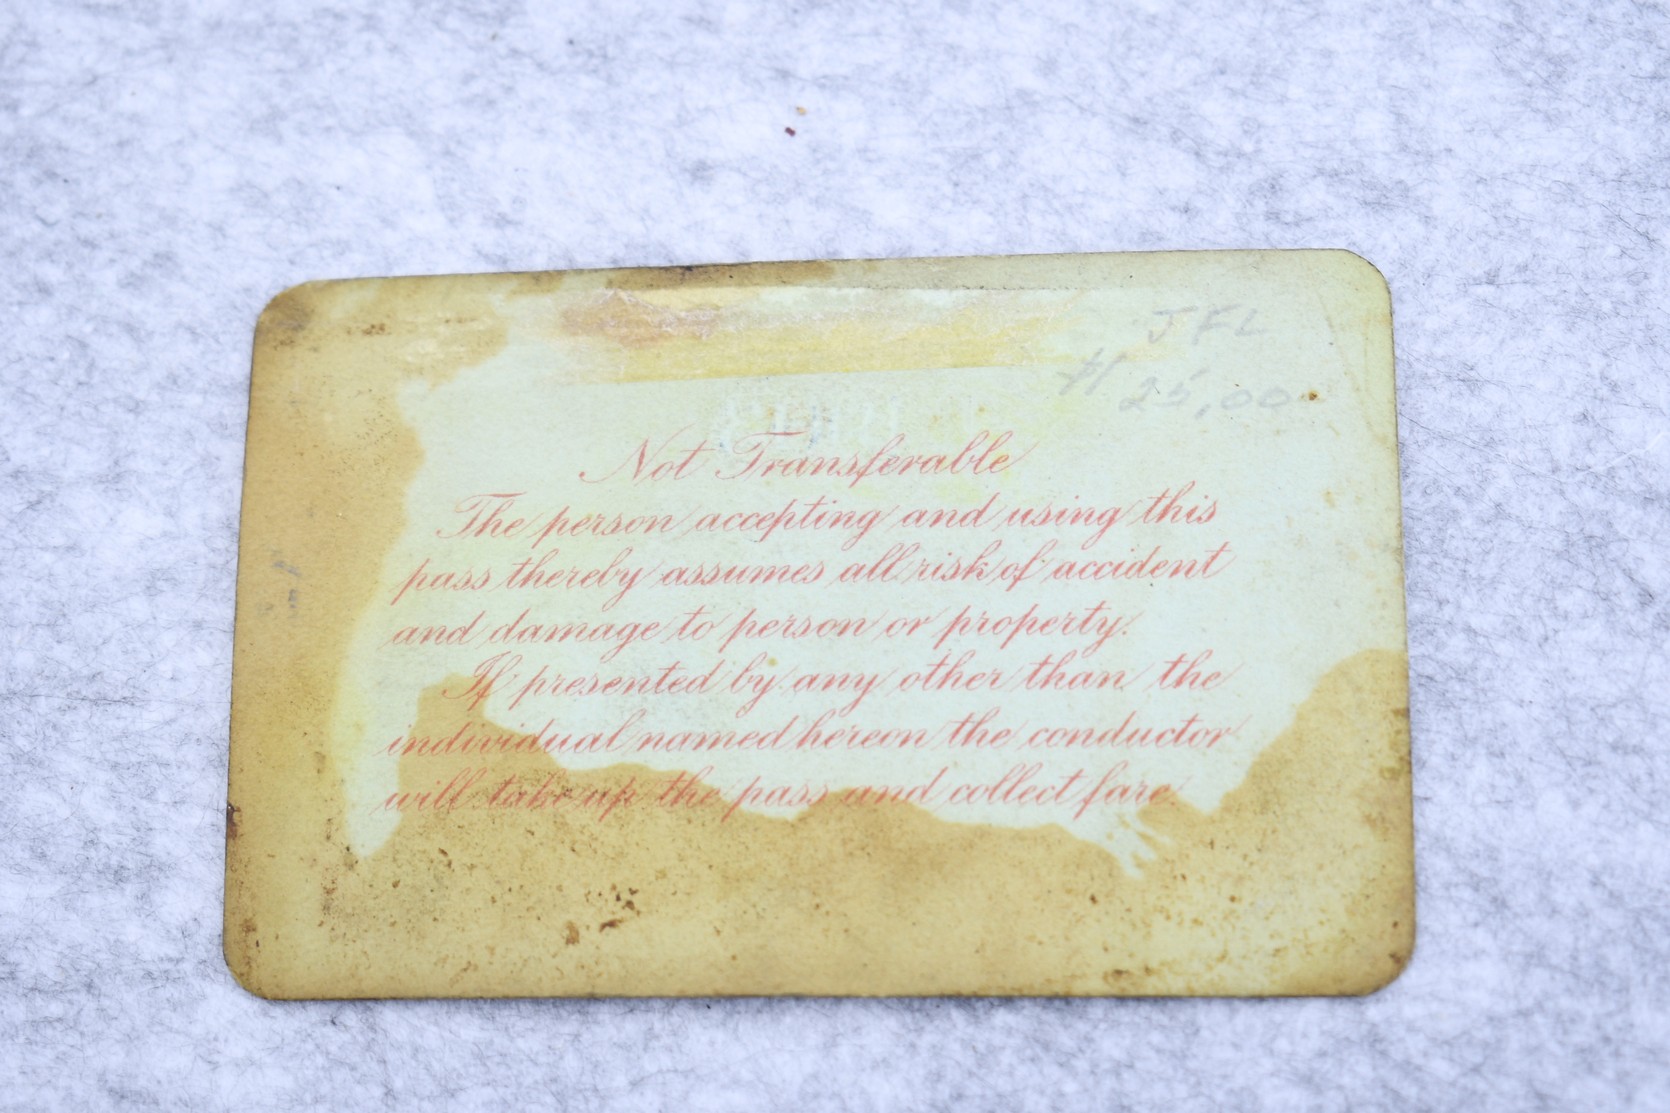 JFL
25.00
Not Transferable
The person accepting and using this
pass thereby assumes all risk of accident
and damage to person or property.
If presented by any other than the
individual named hereon the conductor
will take up the pass and collect fare.